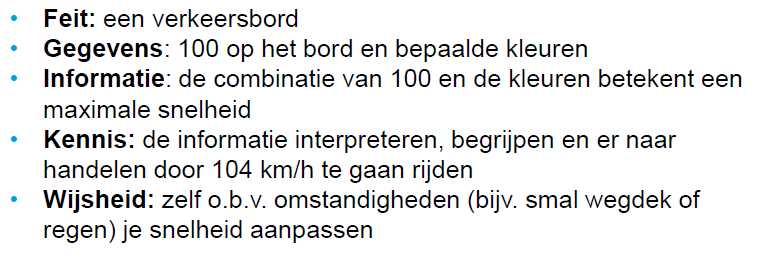 • Feit: een verkeersbord
• Gegevens: 100 op het bord en bepaalde kleuren
• Informatie: de combinatie van 100 en de kleuren betekent een
maximale snelheid
• Kennis: de informatie interpreteren, begrijpen en er naar
handelen door 104 km/h te gaan rijden
• Wijsheid: zelf o.b.v. omstandigheden (bijv. smal wegdek of
regen) je snelheid aanpassen